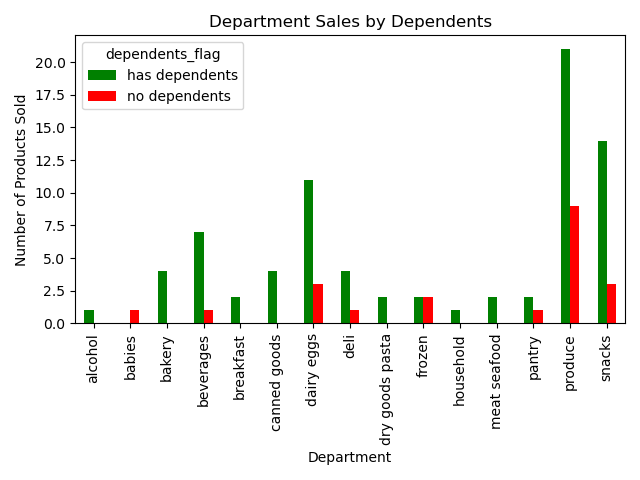 Department Sales by Dependents
dependents_flag
has dependents
no dependents
Number of Products Sold
20.0
17.5
15.0
12.5
10.0
7.5
5.0
2.5
0.0
alcohol
babies
bakery
beverages
breakfast
canned goods
dairy eggs
deli
dry goods pasta
frozen
household
meat seafood
pantry
produce
snacks
Department